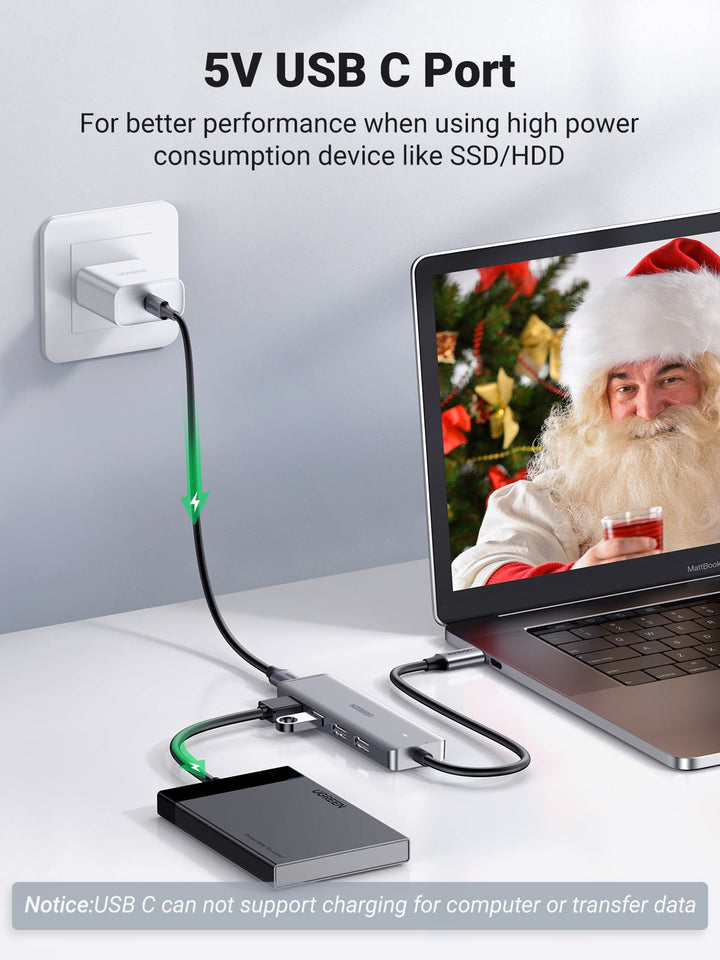 5V USB C Port
For better performance when using high power
consumption device like SSD/HDD
UGREEN
MattBook
UGREEN
UGREEN
Notice:USB C can not support charging for computer or transfer data